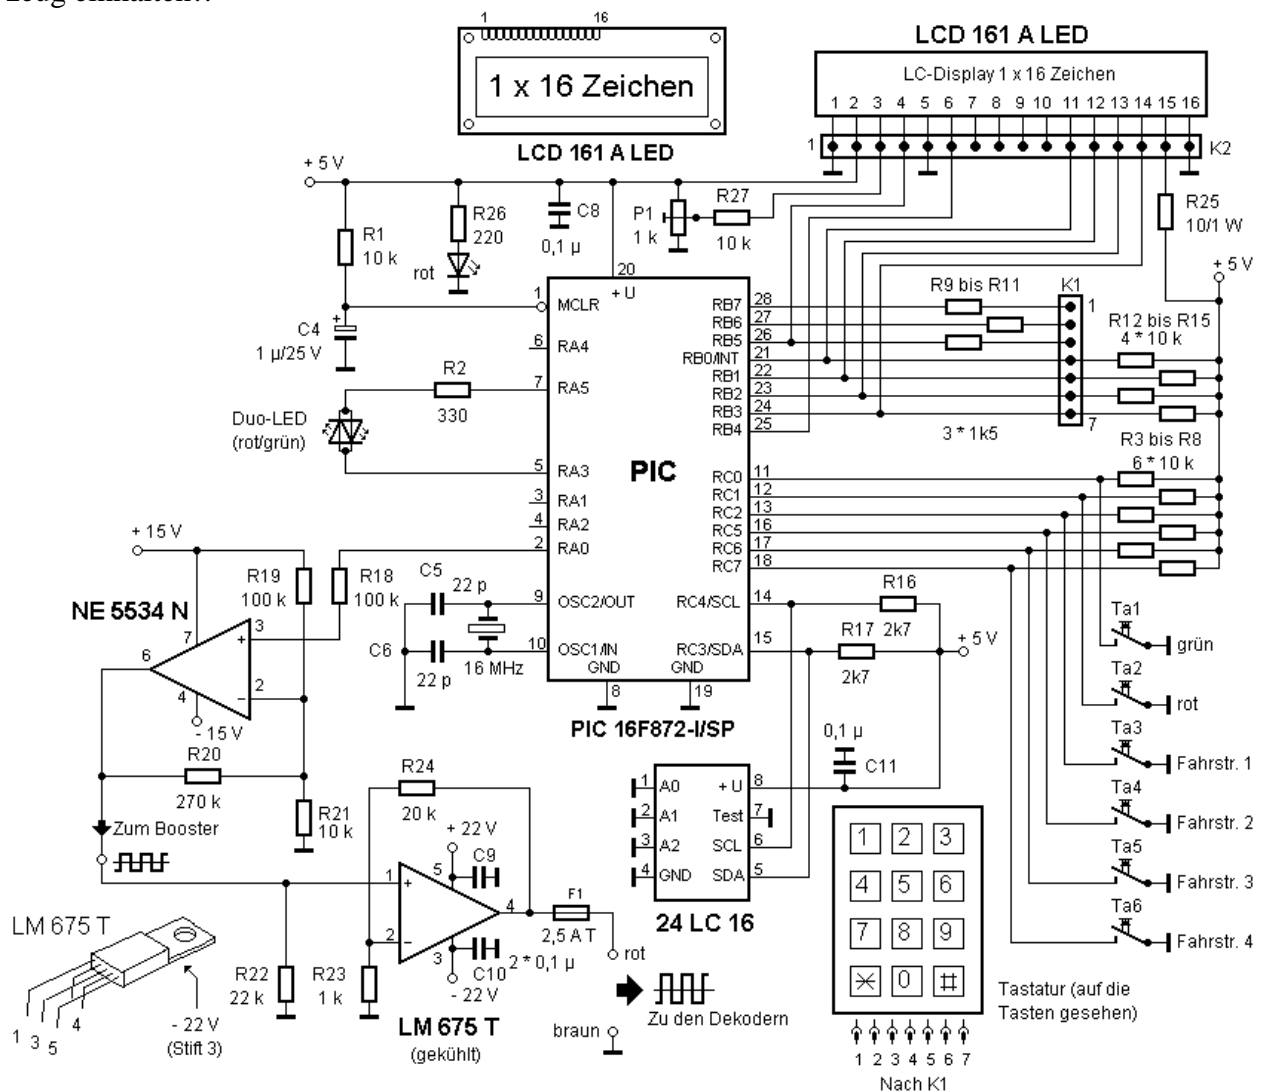 1 16
LCD 161 A LED
LC-Display 1 x 16 Zeichen
1 2 3 4 5 6 7 8 9 10 11 12 13 14 15 16
1 K2
1 x 16 Zeichen
LCD 161 A LED
+ 5 V
R1
10 k
R26
220
rot
C8
0,1 µ
P1
1 k
R27
10 k
R25
10/1 W
+ 5 V
C4
+
1 µ/25 V
20
+ U
1 MCLR
6 RA4
7 RA5
5 RA3
3 RA1
4 RA2
2 RA0
9 OSC2/OUT
10 OSC1/IN
GND
8
GND
19
PIC
RB7 28
RB6 27
RB5 26
RB0/INT 21
RB1 22
RB2 23
RB3 24
RB4 25
RC0 11
RC1 12
RC2 13
RC5 16
RC6 17
RC7 18
RC4/SCL 14
RC3/SDA 15
PIC 16F872-I/SP
R9 bis R11
K1
1
7
3 * 1k5
R12 bis R15
4 * 10 k
R3 bis R8
6 * 10 k
R2
330
Duo-LED
(rot/grün)
+ 15 V
R19
100 k
R18
100 k
C5
22 p
C6
22 p
16 MHz
NE 5534 N
7
3
+
6
2
−
4
- 15 V
R20
270 k
R21
10 k
Zum Booster
R16
2k7
R17
2k7
+ 5 V
0,1 µ
C11
1 A0 + U 8
2 A1 Test 7
3 A2 SCL 6
4 GND SDA 5
24 LC 16
Ta1
grün
Ta2
rot
Ta3
Fahrstr. 1
Ta4
Fahrstr. 2
Ta5
Fahrstr. 3
Ta6
Fahrstr. 4
R24
20 k
+ 22 V
C9
5
1 +
4
2 −
3
C10
2 * 0,1 µ
- 22 V
F1
2,5 A T
rot
R22
22 k
R23
1 k
LM 675 T
(gekühlt)
braun
Zu den Dekodern
LM 675 T
1 3 5 4
- 22 V
(Stift 3)
1 2 3
4 5 6
7 8 9
* 0 #
1 2 3 4 5 6 7
Nach K1
Tastatur (auf die
Tasten gesehen)